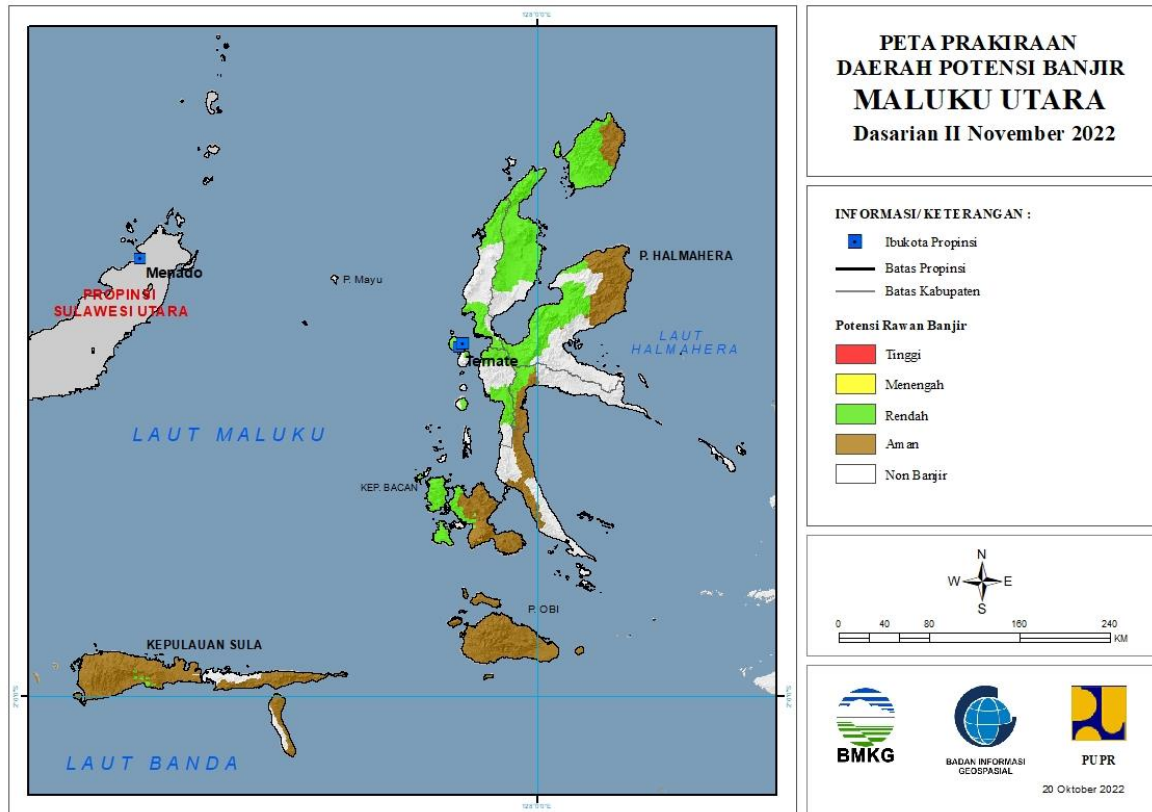 PETA PRAKIRAAN
DAERAH POTENSI BANJIR
MALUKU UTARA
Dasarian II November 2022
INFORMASI/ KETERANGAN :
Ibukota Propinsi
Batas Propinsi
Batas Kabupaten
Potensi Rawan Banjir
Tinggi
Menengah
Rendah
Aman
Non Banjir
N
W E
S
0 40 80 160 240
KM
BMKG
BADAN INFORMASI
GEOSPASIAL
PUPR
20 Oktober 2022
Menado
PROPINSI
SULAWESI UTARA
P. Mayu
P. HALMAHERA
LAUT
HALMAHERA
Ternate
LAUT MALUKU
KEP. BACAN
P. OBI
KEPULAUAN SULA
LAUT BANDA